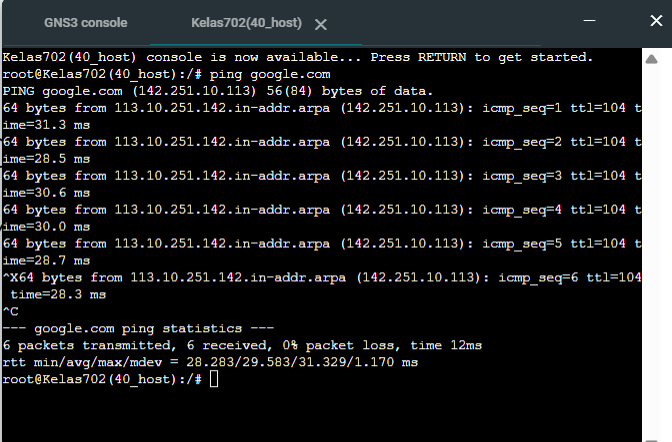 GNS3 console
Kelas702(40_host)
Kelas702(40_host) console is now available... Press RETURN to get started.
root@Kelas702(40_host):/# ping google.com
PING google.com (142.251.10.113) 56(84) bytes of data.
64 bytes from 113.10.251.142.in-addr.arpa (142.251.10.113): icmp_seq=1 ttl=104 t
ime=31.3 ms
64 bytes from 113.10.251.142.in-addr.arpa (142.251.10.113): icmp_seq=2 ttl=104 t
ime=28.5 ms
64 bytes from 113.10.251.142.in-addr.arpa (142.251.10.113): icmp_seq=3 ttl=104 t
ime=30.6 ms
64 bytes from 113.10.251.142.in-addr.arpa (142.251.10.113): icmp_seq=4 ttl=104 t
ime=30.0 ms
64 bytes from 113.10.251.142.in-addr.arpa (142.251.10.113): icmp_seq=5 ttl=104 t
ime=28.7 ms
^X64 bytes from 113.10.251.142.in-addr.arpa (142.251.10.113): icmp_seq=6 ttl=104
 time=28.3 ms
^C
--- google.com ping statistics ---
6 packets transmitted, 6 received, 0% packet loss, time 12ms
rtt min/avg/max/mdev = 28.283/29.583/31.329/1.170 ms
root@Kelas702(40_host):/#